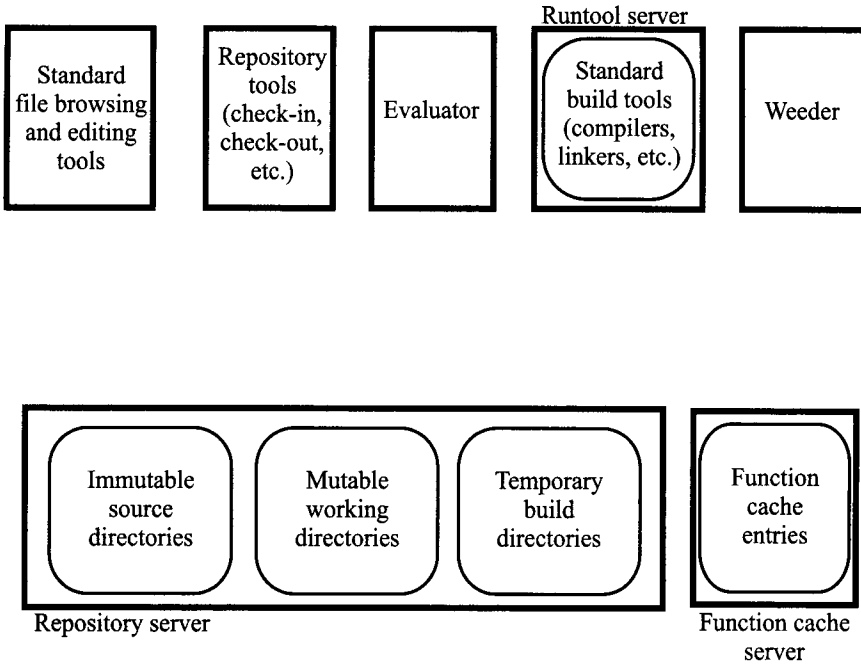 Runtool server
Standard
file browsing
and editing
tools
Repository
tools
(check-in,
check-out,
etc.)
Evaluator
Standard
build tools
(compilers,
linkers, etc.)
Weeder
Immutable
source
directories
Mutable
working
directories
Temporary
build
directories
Function
cache
entries
Repository server
Function cache
server